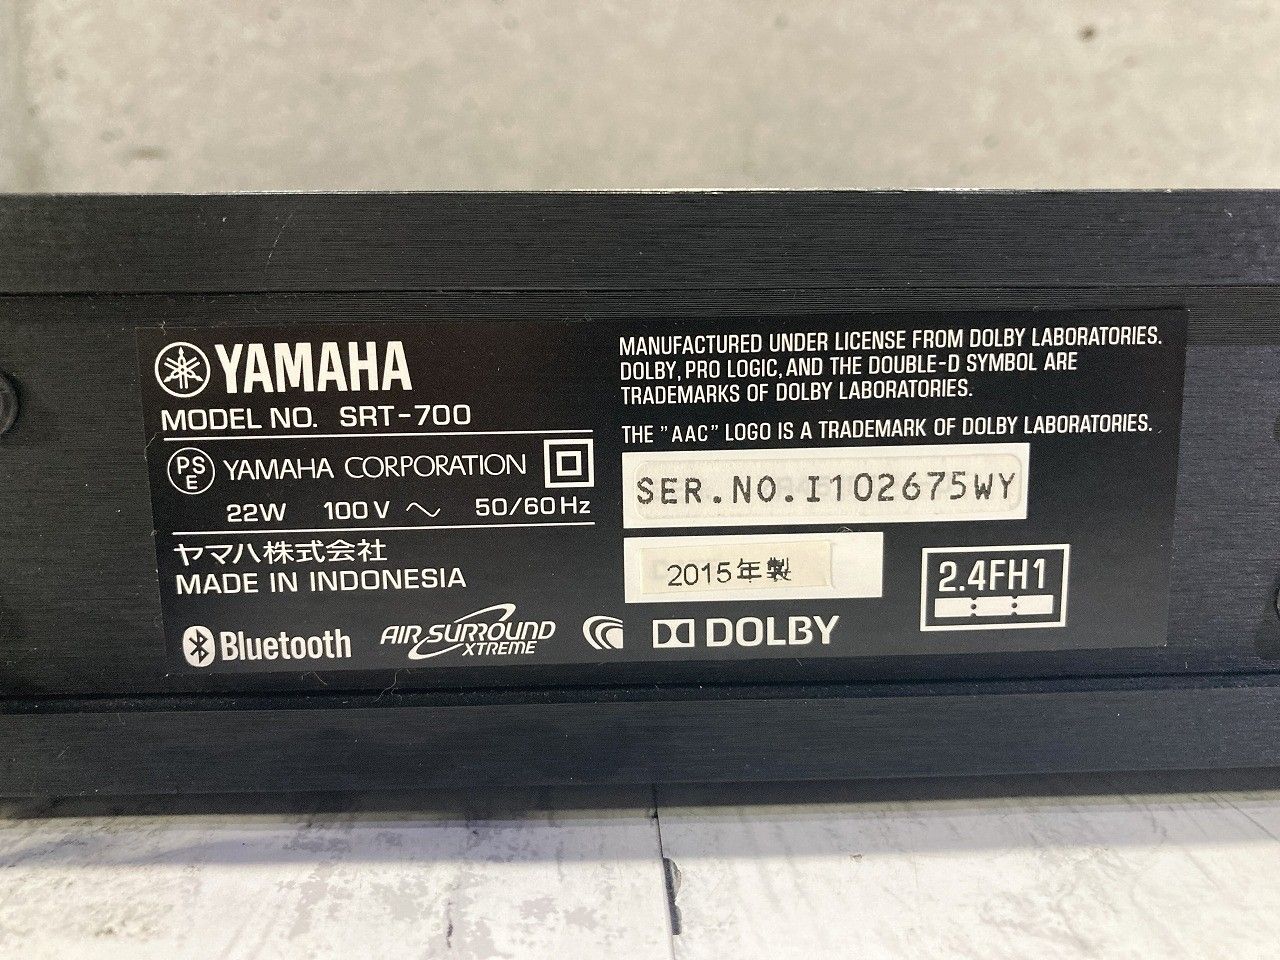 YAMAHA
MODEL NO. SRT-700
PS
E
YAMAHA CORPORATION
22W 100V ～ 50/60Hz
ヤマハ株式会社
MADE IN INDONESIA
Bluetooth
AIR SURROUND
XTREME
DOLBY
MANUFACTURED UNDER LICENSE FROM DOLBY LABORATORIES.
DOLBY, PRO LOGIC, AND THE DOUBLE-D SYMBOL ARE
TRADEMARKS OF DOLBY LABORATORIES.
THE "AAC" LOGO IS A TRADEMARK OF DOLBY LABORATORIES.
SER.NO.I102675WY
2015年製
2.4FH1